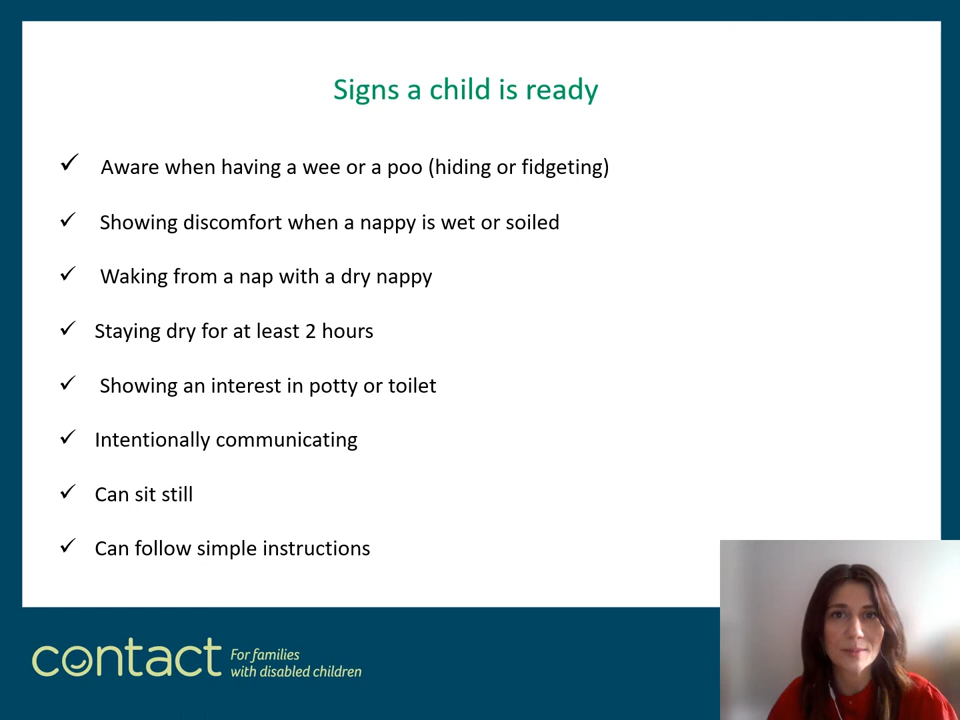 Signs a child is ready
✓ Aware when having a wee or a poo (hiding or fidgeting)
✓ Showing discomfort when a nappy is wet or soiled
✓ Waking from a nap with a dry nappy
✓ Staying dry for at least 2 hours
✓ Showing an interest in potty or toilet
✓ Intentionally communicating
✓ Can sit still
✓ Can follow simple instructions
contact
For families
with disabled children